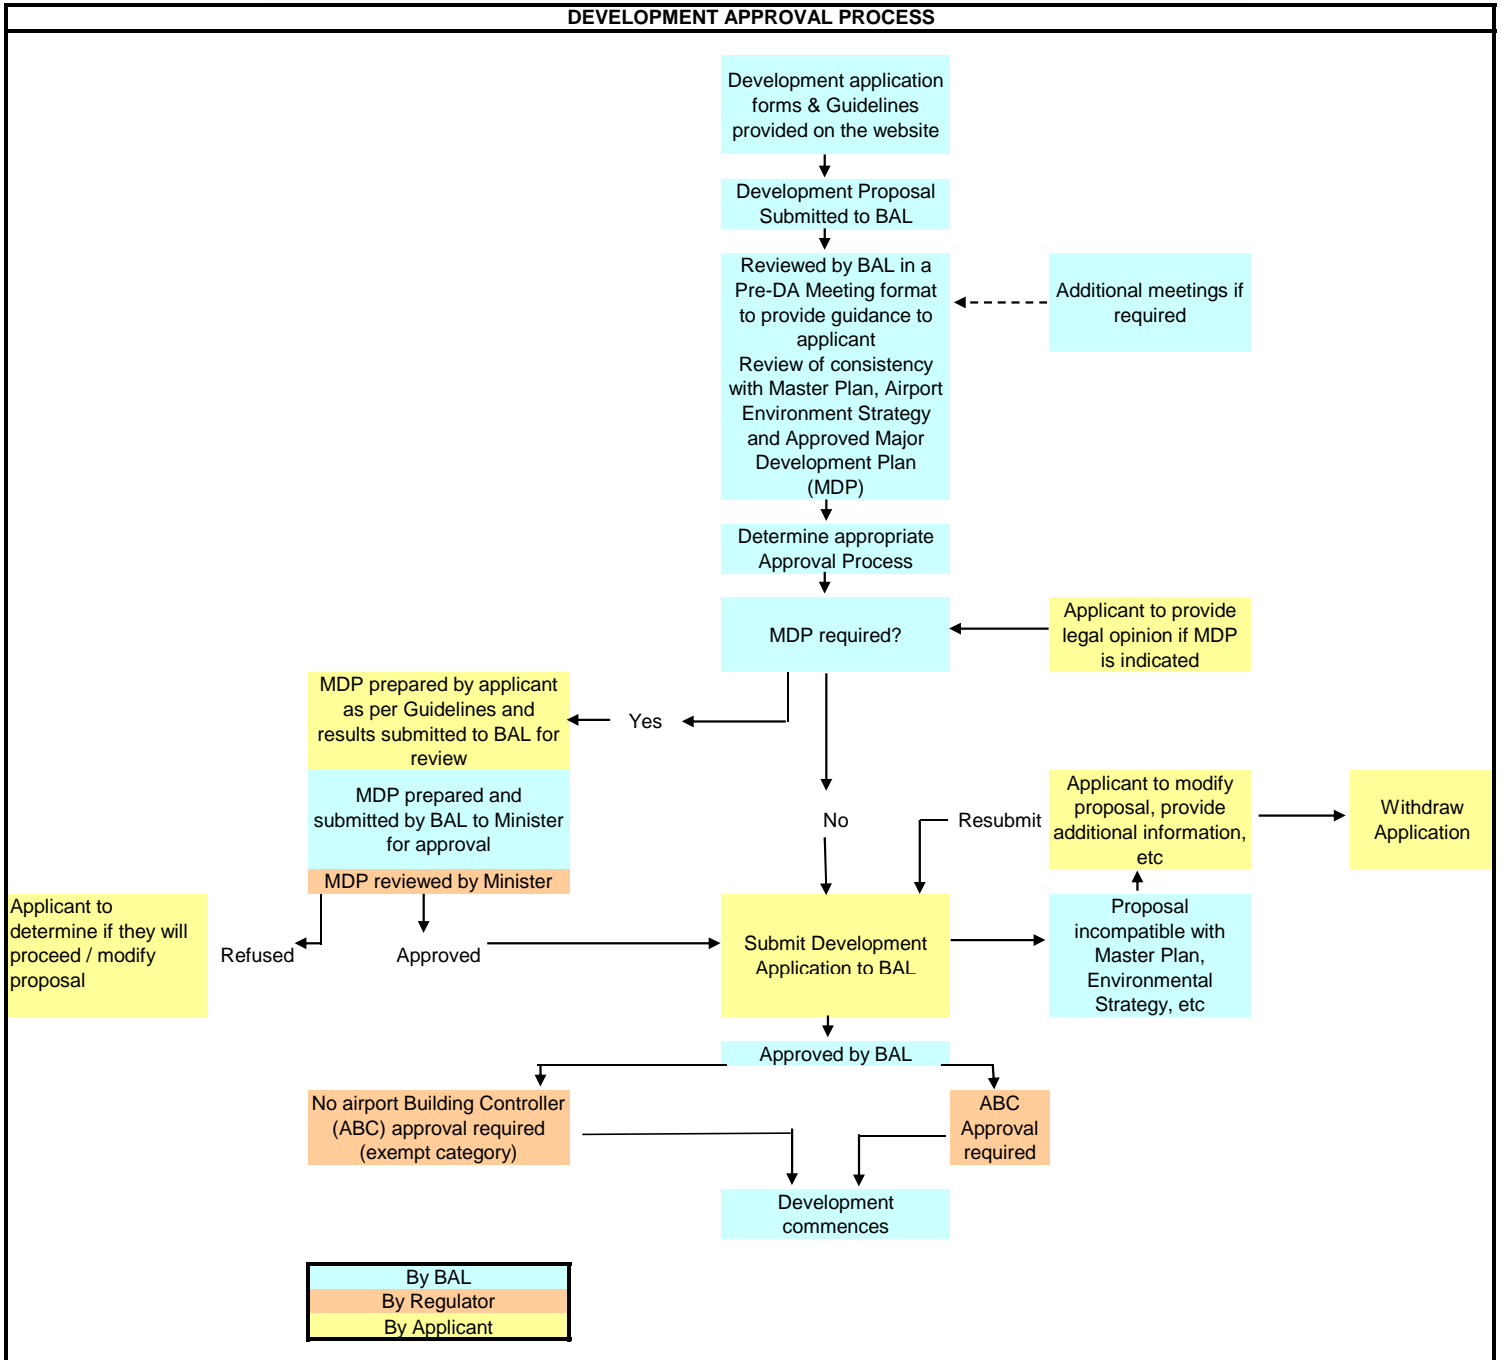 DEVELOPMENT APPROVAL PROCESS
Development application
forms & Guidelines
provided on the website
Development Proposal
Submitted to BAL
Reviewed by BAL in a
Pre-DA Meeting format
to provide guidance to
applicant
Review of consistency
with Master Plan, Airport
Environment Strategy
and Approved Major
Development Plan
(MDP)
Additional meetings if
required
Determine appropriate
Approval Process
MDP required?
Applicant to provide
legal opinion if MDP
is indicated
MDP prepared by applicant
as per Guidelines and
results submitted to BAL for
review
Yes
MDP prepared and
submitted by BAL to Minister
for approval
MDP reviewed by Minister
No
Resubmit
Applicant to modify
proposal, provide
additional information,
etc
Withdraw
Application
Applicant to
determine if they will
proceed / modify
proposal
Refused
Approved
Submit Development
Application to BAL
Proposal
incompatible with
Master Plan,
Environmental
Strategy, etc
Approved by BAL
No airport Building Controller
(ABC) approval required
(exempt category)
ABC
Approval
required
Development
commences
By BAL
By Regulator
By Applicant